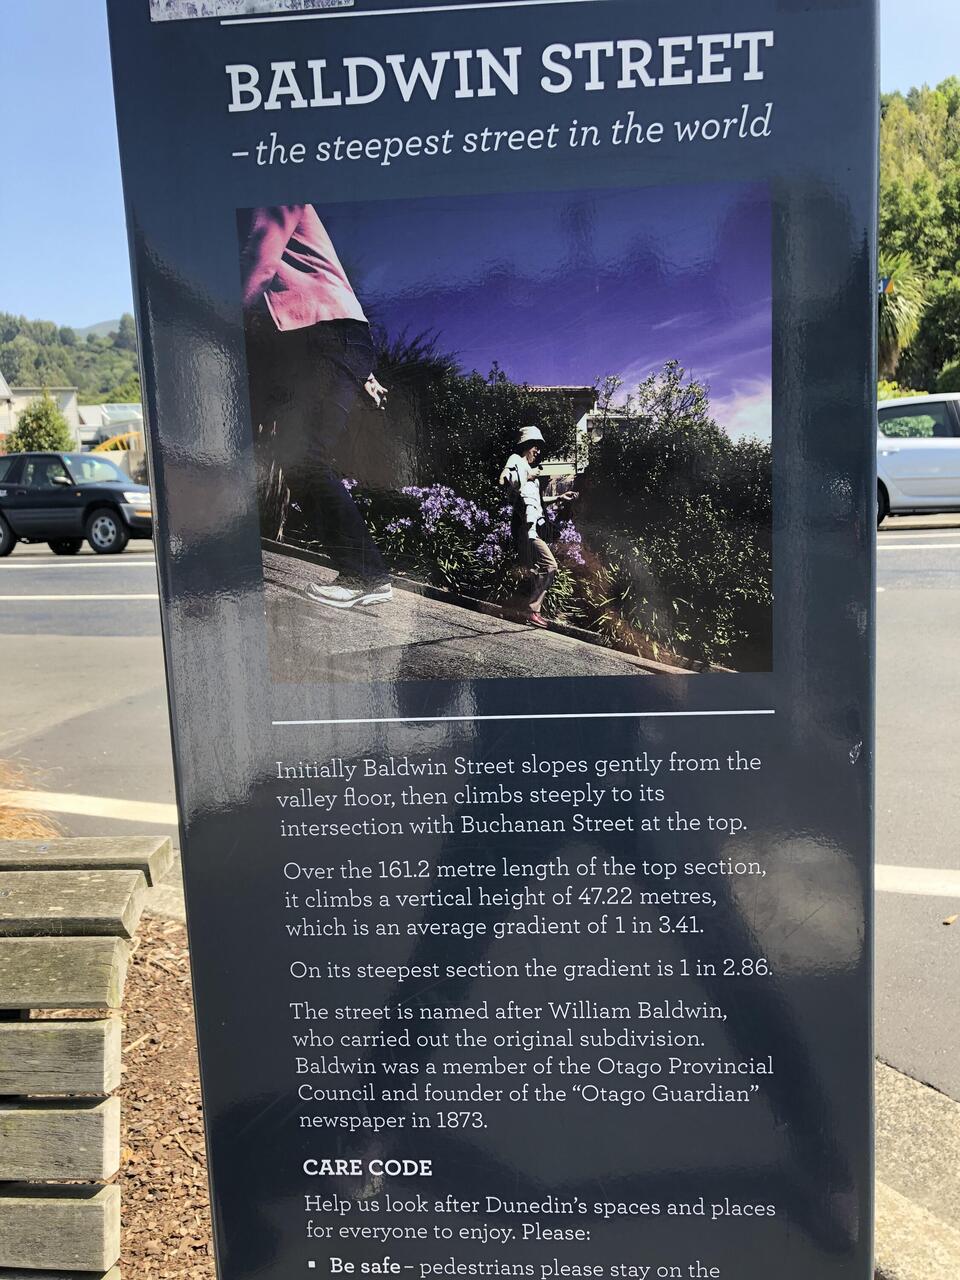 BALDWIN STREET
– the steepest street in the world
Initially Baldwin Street slopes gently from the
valley floor, then climbs steeply to its
intersection with Buchanan Street at the top.
Over the 161.2 metre length of the top section,
it climbs a vertical height of 47.22 metres,
which is an average gradient of 1 in 3.41.
On its steepest section the gradient is 1 in 2.86.
The street is named after William Baldwin,
who carried out the original subdivision.
Baldwin was a member of the Otago Provincial
Council and founder of the “Otago Guardian”
newspaper in 1873.
CARE CODE
Help us look after Dunedin’s spaces and places
for everyone to enjoy. Please:
▪ Be safe – pedestrians please stay on the